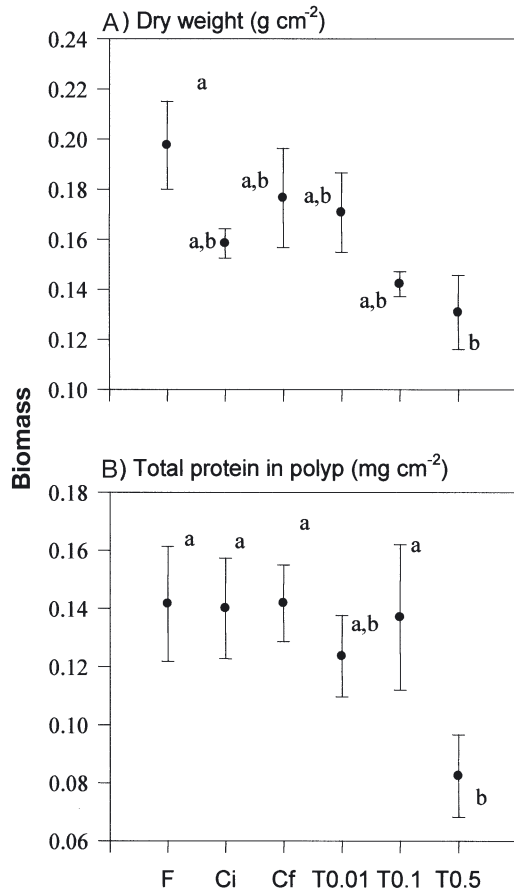 A) Dry weight (g cm-2)
0.24
0.22
a
0.20
0.18
a,b
a,b
0.16
a,b
0.14
a,b
0.12
b
0.10
Biomass
B) Total protein in polyp (mg cm-2)
0.18
0.16
a
a
a
a
0.14
a,b
0.12
0.10
0.08
b
0.06
F Ci Cf T0.01 T0.1 T0.5